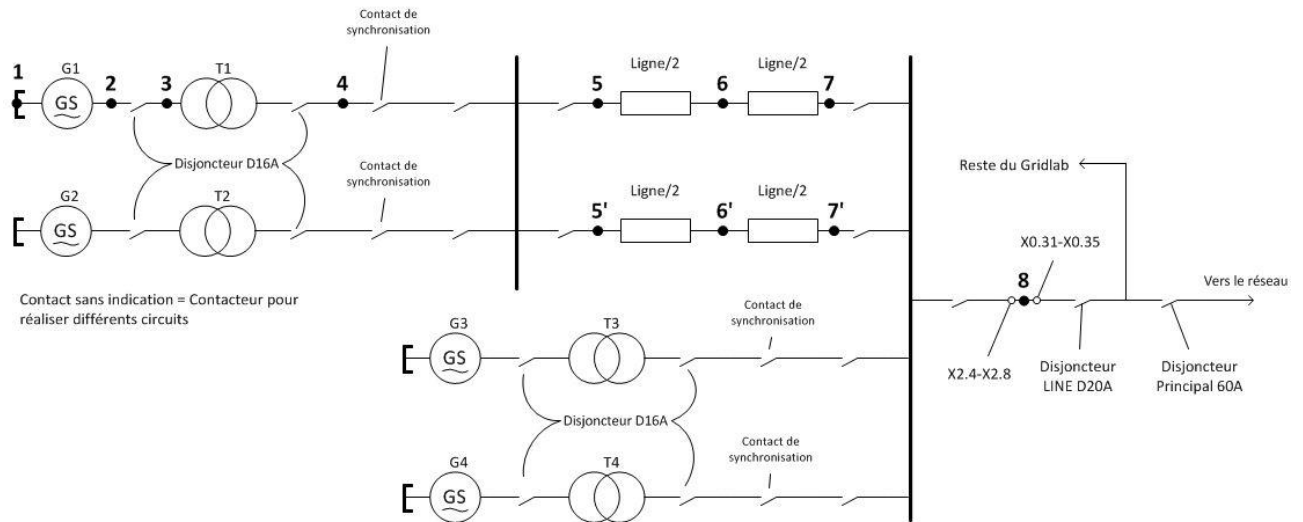 Contact de
synchronisation
1
G1
2
3
T1
4
5
Ligne/2
6
Ligne/2
7
GS
Disjoncteur D16A
Contact de
synchronisation
Reste du Gridlab
G2
T2
5'
Ligne/2
6'
Ligne/2
7'
GS
X0.31-X0.35
8
Vers le réseau
Contact sans indication = Contacteur pour
réaliser différents circuits
Contact de
synchronisation
G3
T3
GS
X2.4-X2.8
Disjoncteur
LINE D20A
Disjoncteur
Principal 60A
Disjoncteur D16A
Contact de
synchronisation
G4
T4
GS